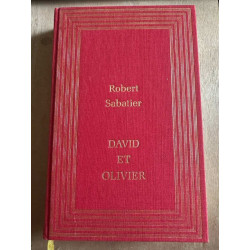 Robert
Sabatier
DAVID
ET
OLIVIER